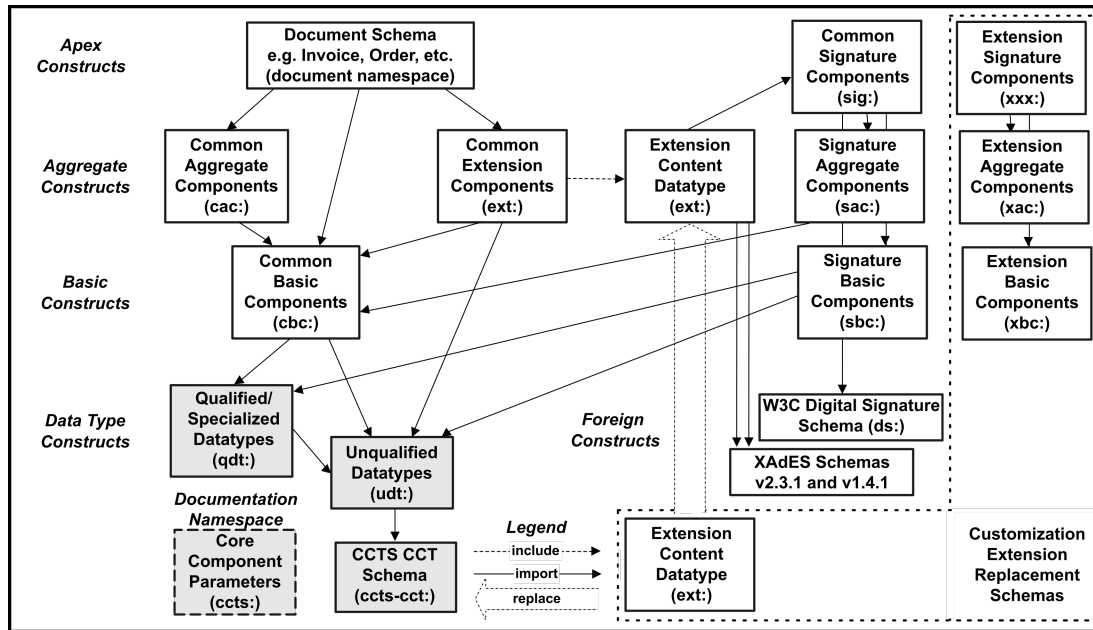 Apex
Constructs
Document Schema
e.g. Invoice, Order, etc.
(document namespace)
Common
Signature
Components
(sig:)
Extension
Signature
Components
(xxx:)
Aggregate
Constructs
Common
Aggregate
Components
(cac:)
Common
Extension
Components
(ext:)
Extension
Content
Datatype
(ext:)
Signature
Aggregate
Components
(sac:)
Extension
Aggregate
Components
(xac:)
Basic
Constructs
Common
Basic
Components
(cbc:)
Signature
Basic
Components
(sbc:)
Extension
Basic
Components
(xbc:)
Data Type
Constructs
Qualified/
Specialized
Datatypes
(qdt:)
Unqualified
Datatypes
(udt:)
Foreign
Constructs
W3C Digital Signature
Schema (ds:)
XAdES Schemas
v2.3.1 and v1.4.1
Documentation
Namespace
Core
Component
Parameters
(ccts:)
CCTS CCT
Schema
(ccts-cct:)
Legend
include
import
replace
Extension
Content
Datatype
(ext:)
Customization
Extension
Replacement
Schemas